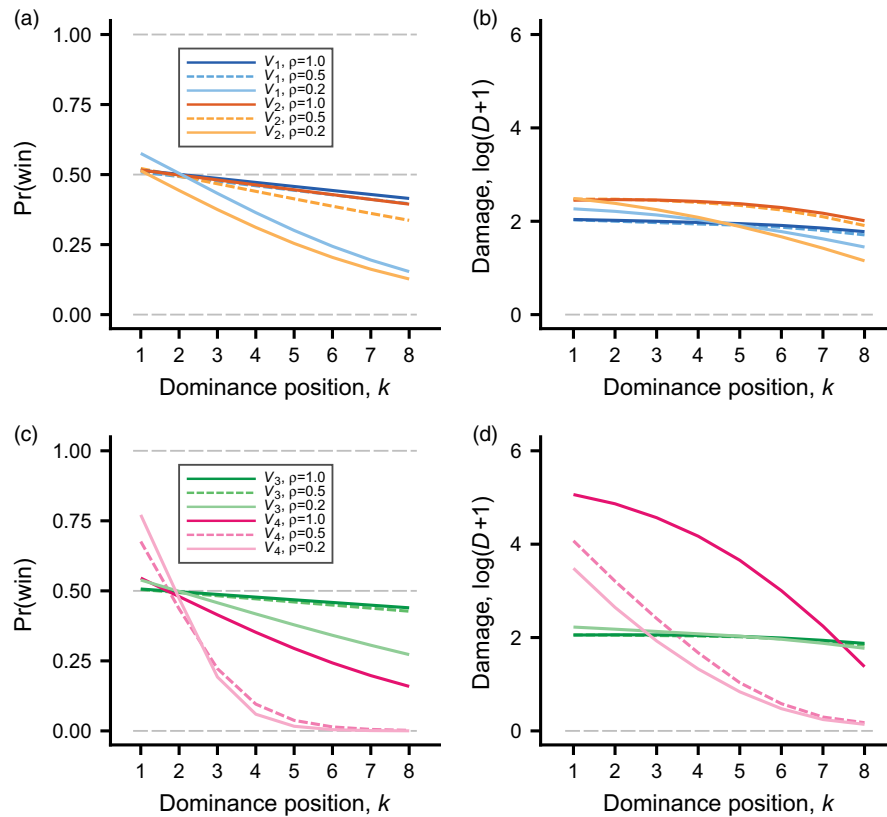 (a)
Pr(win)
1.00
0.75
0.50
0.25
0.00
V₁, ρ=1.0
V₁, ρ=0.5
V₁, ρ=0.2
V₂, ρ=1.0
V₂, ρ=0.5
V₂, ρ=0.2
1 2 3 4 5 6 7 8
Dominance position, k
(b)
Damage, log(D+1)
6
4
2
0
1 2 3 4 5 6 7 8
Dominance position, k
(c)
Pr(win)
1.00
0.75
0.50
0.25
0.00
V₃, ρ=1.0
V₃, ρ=0.5
V₃, ρ=0.2
V₄, ρ=1.0
V₄, ρ=0.5
V₄, ρ=0.2
1 2 3 4 5 6 7 8
Dominance position, k
(d)
Damage, log(D+1)
6
4
2
0
1 2 3 4 5 6 7 8
Dominance position, k